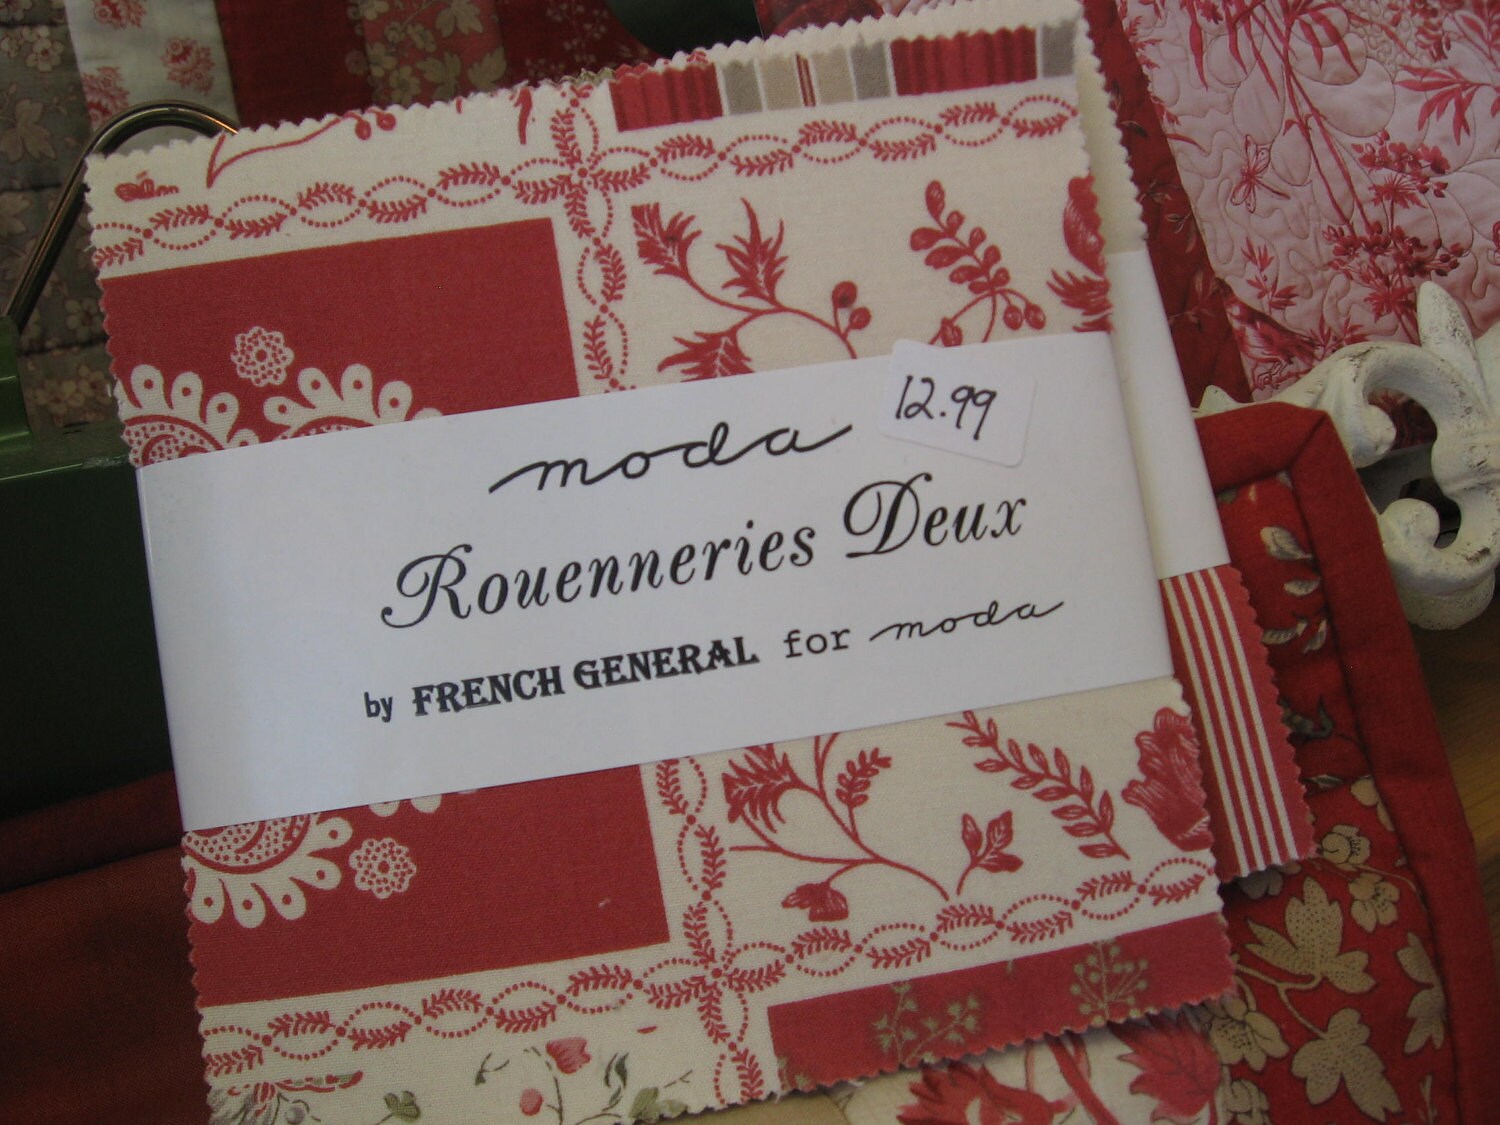 12.99
moda
Rouenneries Deux
by FRENCH GENERAL for moda